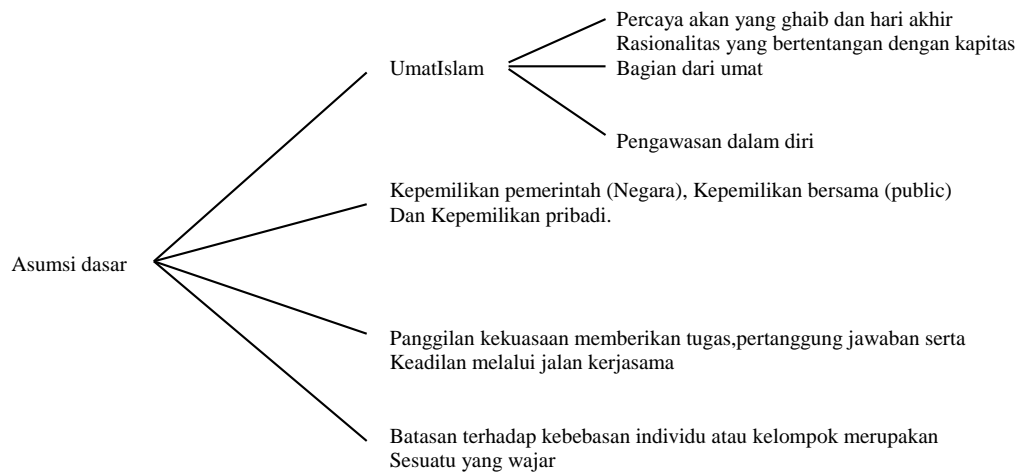 Percaya akan yang ghaib dan hari akhir
Rasionalitas yang bertentangan dengan kapitas
UmatIslam
Bagian dari umat
Pengawasan dalam diri
Kepemilikan pemerintah (Negara), Kepemilikan bersama (public)
Dan Kepemilikan pribadi.
Asumsi dasar
Panggilan kekuasaan memberikan tugas,pertanggung jawaban serta
Keadilan melalui jalan kerjasama
Batasan terhadap kebebasan individu atau kelompok merupakan
Sesuatu yang wajar